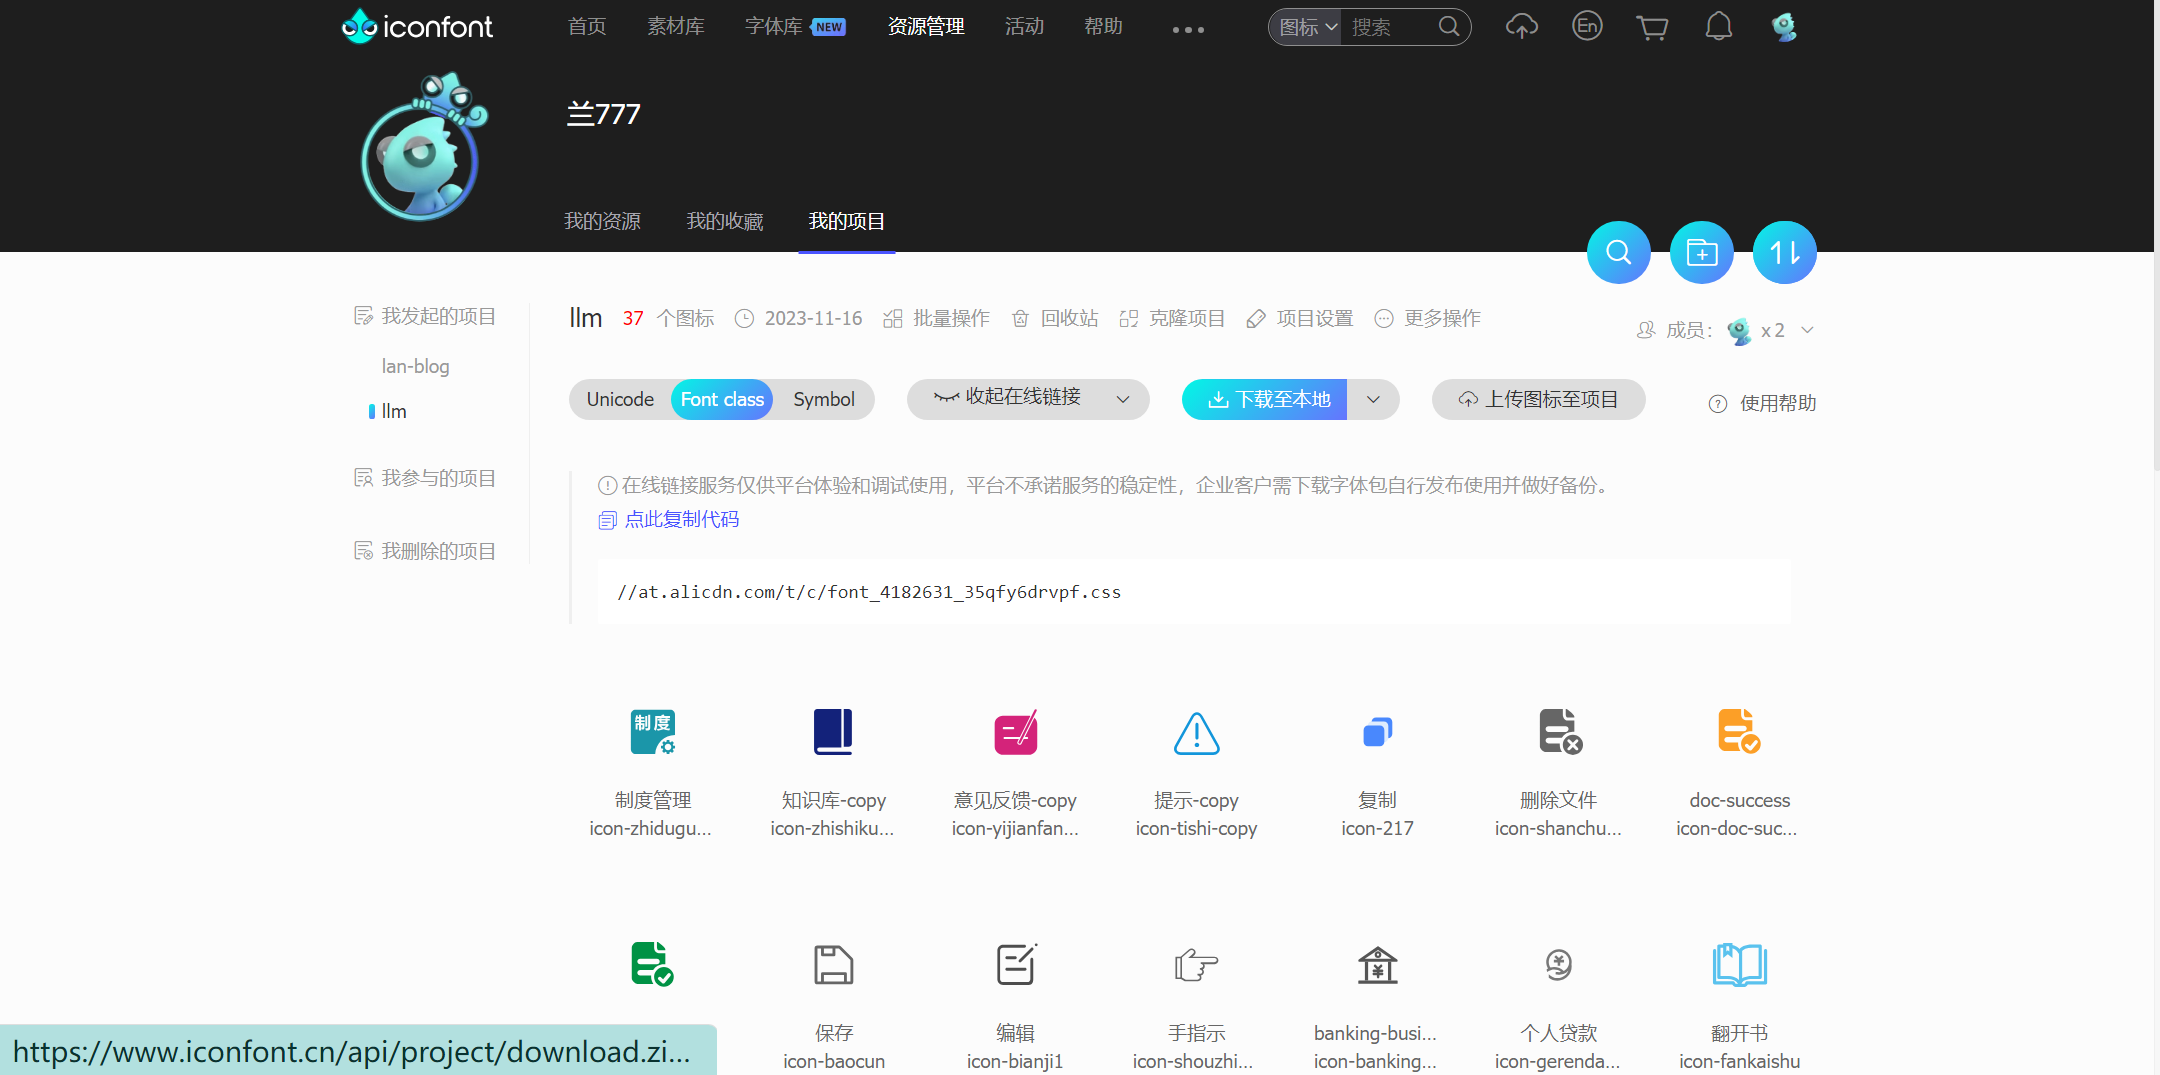 iconfont 首页 素材库 字体库 NEW 资源管理 活动 帮助 图标 搜索 En
兰777
我的资源 我的收藏 我的项目
我发起的项目
lan-blog
llm
我参与的项目
我删除的项目
llm 37 个图标 2023-11-16 批量操作 回收站 克隆项目 项目设置 更多操作
成员： x 2
Unicode Font class Symbol 收起在线链接 下载至本地 上传图标至项目 使用帮助
在线链接服务仅供平台体验和调试使用，平台不承诺服务的稳定性，企业客户需下载字体包自行发布使用并做好备份。
点此复制代码
//at.alicdn.com/t/c/font_4182631_35qfy6drvpf.css
制度
制度管理 知识库-copy 意见反馈-copy 提示-copy 复制 删除文件 doc-success
icon-zhidugu... icon-zhishiku... icon-yijianfan... icon-tishi-copy icon-217 icon-shanchu... icon-doc-suc...
保存 编辑 手指示 banking-busi... 个人贷款 翻开书
icon-baocun icon-bianji1 icon-shouzhi... icon-banking... icon-gerenda... icon-fankaishu
https://www.iconfont.cn/api/project/download.zi...